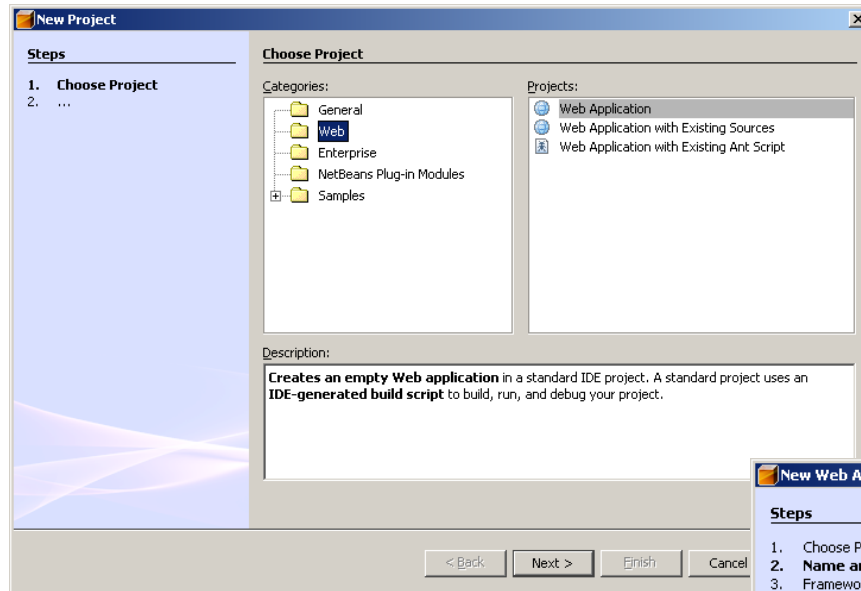 New Project
Steps
1. Choose Project
2. ...
Choose Project
Categories:
General
Web
Enterprise
NetBeans Plug-in Modules
Samples
Projects:
Web Application
Web Application with Existing Sources
Web Application with Existing Ant Script
Description:
Creates an empty Web application in a standard IDE project. A standard project uses an
IDE-generated build script to build, run, and debug your project.
< Back Next > Finish Cancel
New Web A
Steps
1. Choose P
2. Name
3.